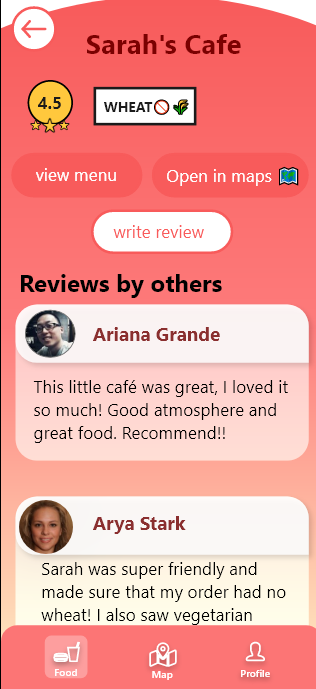 Sarah's Cafe
4.5
WHEAT
view menu
Open in maps
write review
Reviews by others
Ariana Grande
This little café was great, I loved it
so much! Good atmosphere and
great food. Recommend!!
Arya Stark
Sarah was super friendly and
made sure that my order had no
wheat! I also saw vegetarian
Food
Map
Profile